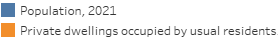 Population, 2021
Private dwellings occupied by usual residents